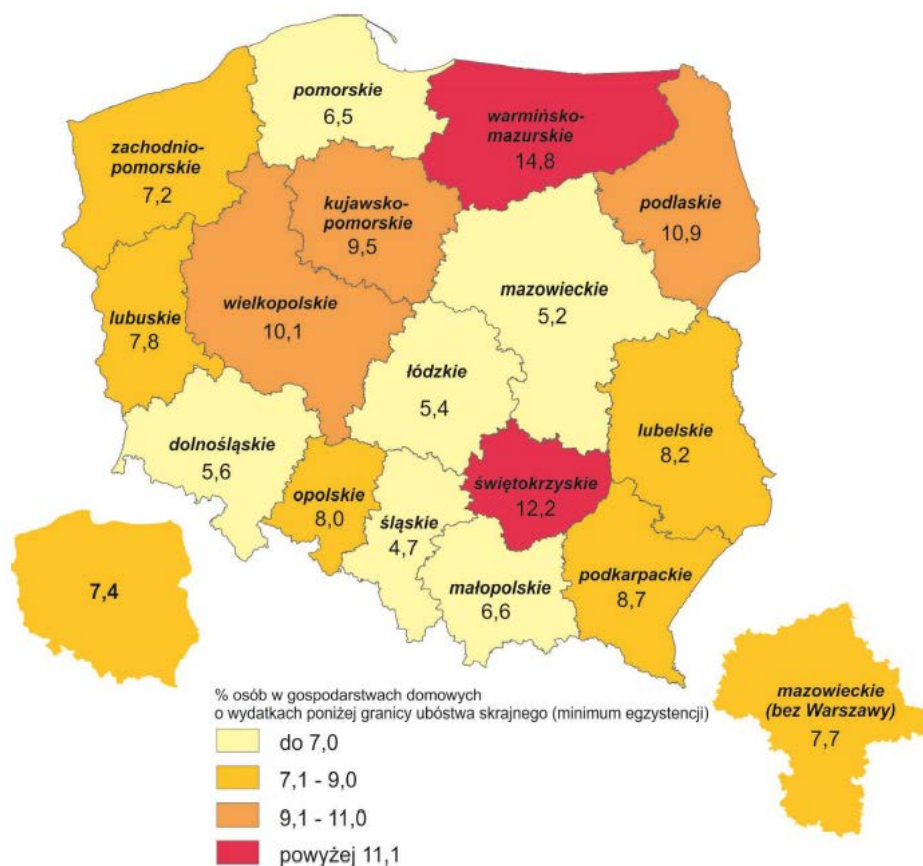 pomorskie
6,5
warmińsko-
mazurskie
14,8
zachodnio-
pomorskie
7,2
kujawsko-
pomorskie
9,5
podlaskie
10,9
mazowieckie
5,2
wielkopolskie
10,1
lubuskie
7,8
łódzkie
5,4
lubelskie
8,2
dolnośląskie
5,6
opolskie
8,0
świętokrzyskie
12,2
śląskie
4,7
małopolskie
6,6
podkarpackie
8,7
7,4
mazowieckie
(bez Warszawy)
7,7
% osób w gospodarstwach domowych
o wydatkach poniżej granicy ubóstwa skrajnego (minimum egzystencji)
do 7,0
7,1 - 9,0
9,1 - 11,0
powyżej 11,1